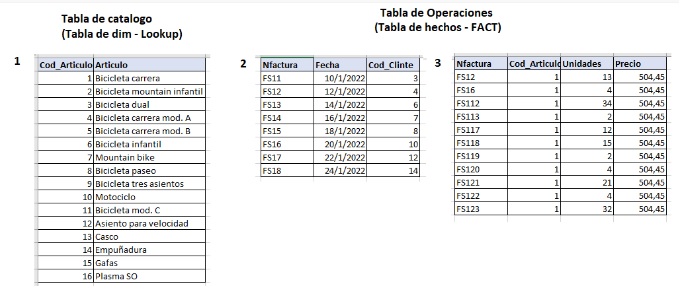 Tabla de catalogo
(Tabla de dim - Lookup)
Tabla de Operaciones
(Tabla de hechos - FACT)
1
Cod_Articulo Articulo
1 Bicicleta carrera
2 Bicicleta mountain infantil
3 Bicicleta dual
4 Bicicleta carrera mod. A
5 Bicicleta carrera mod. B
6 Bicicleta infantil
7 Mountain bike
8 Bicicleta paseo
9 Bicicleta tres asientos
10 Motociclo
11 Bicicleta mod. C
12 Asiento para velocidad
13 Casco
14 Empuñadura
15 Gafas
16 Plasma SO
2
Nfactura Fecha Cod_Clinte
FS11 10/1/2022 3
FS12 12/1/2022 4
FS13 14/1/2022 6
FS14 16/1/2022 7
FS15 18/1/2022 8
FS16 20/1/2022 10
FS17 22/1/2022 12
FS18 24/1/2022 14
3
Nfactura Cod_Articulo Unidades Precio
FS12 1 13 504,45
FS16 1 4 504,45
FS112 1 34 504,45
FS113 1 2 504,45
FS117 1 12 504,45
FS118 1 15 504,45
FS119 1 2 504,45
FS120 1 4 504,45
FS121 1 21 504,45
FS122 1 4 504,45
FS123 1 32 504,45